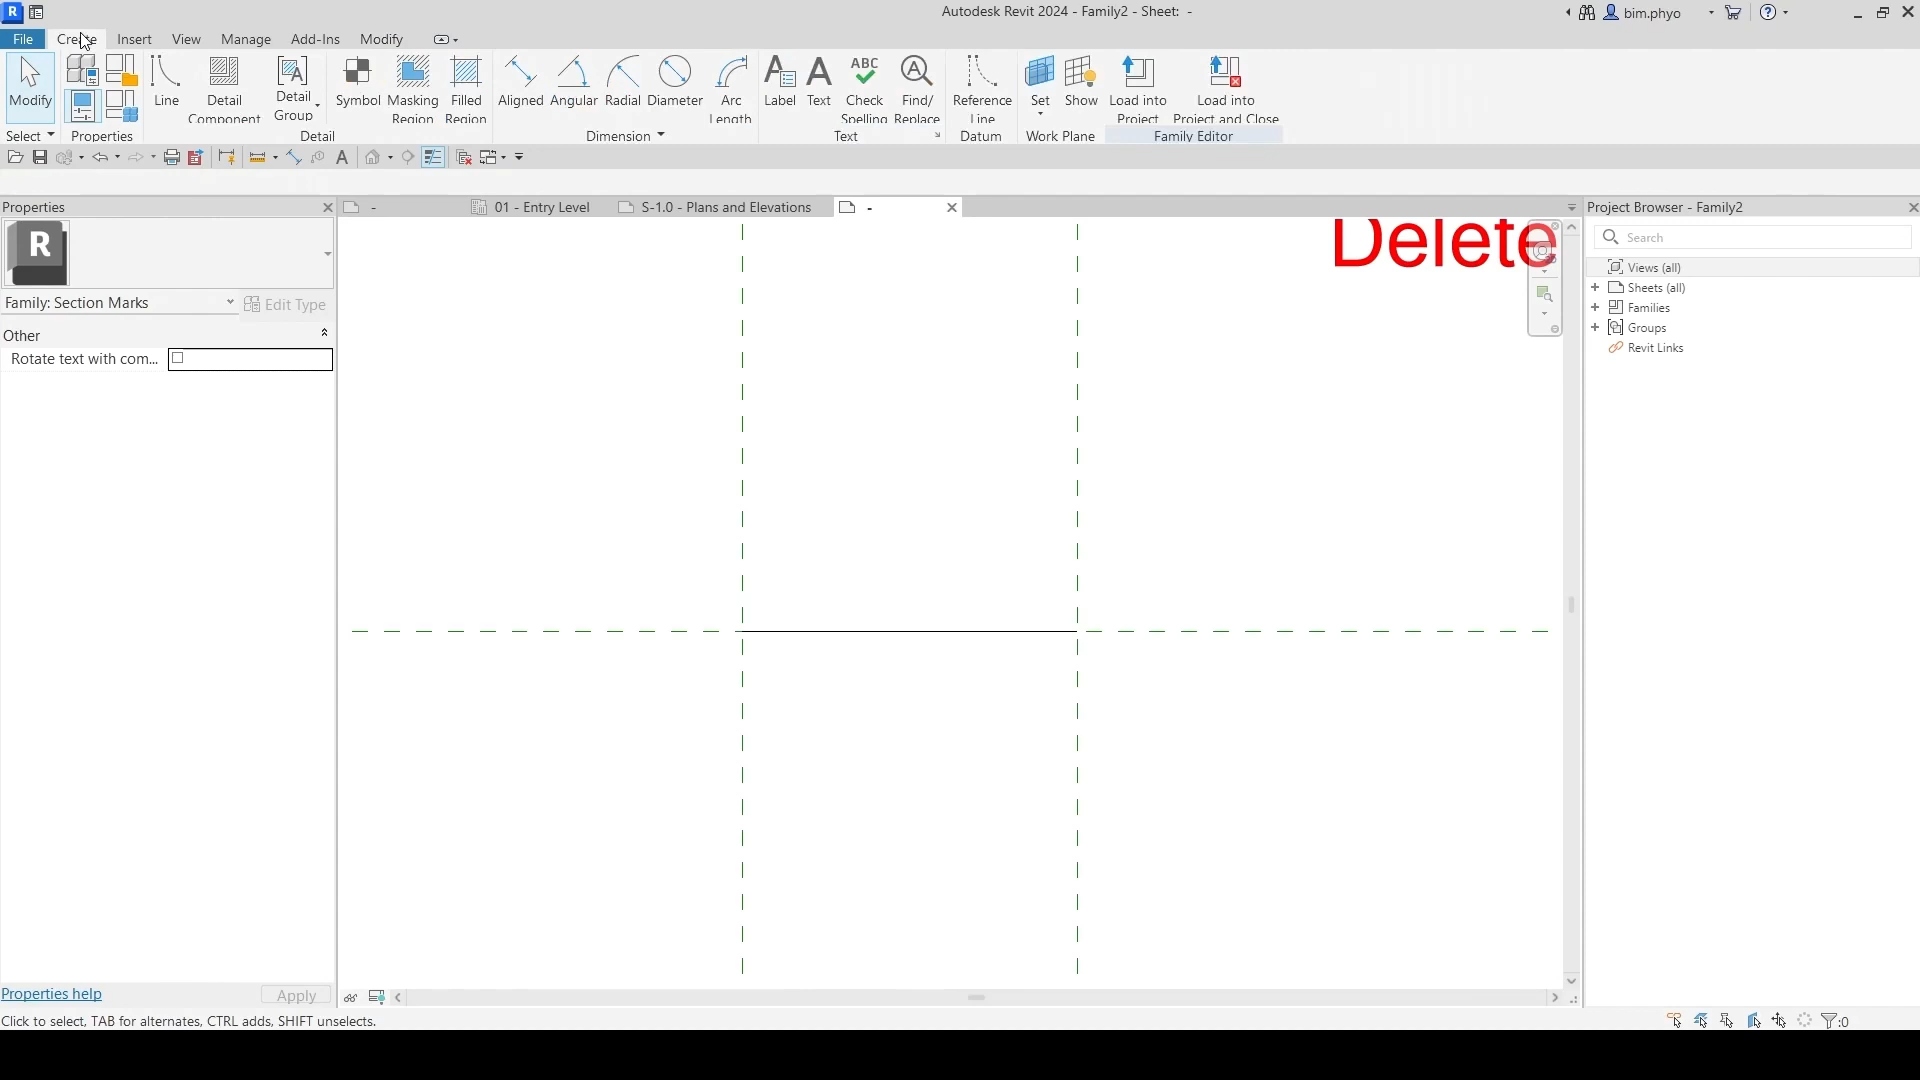 Autodesk Revit 2024 - Family2 - Sheet: -
bim.phyo
File Create Insert View Manage Add-Ins Modify
Modify
Line
Detail Component
Detail Group
Symbol
Masking Region
Filled Region
Aligned
Angular
Radial
Diameter
Arc Length
Label
Text
ABC
Check Spelling
Find/ Replace
Reference Line
Set
Show
Load into Project
Load into Project and Close
Select Properties Detail Dimension Text Datum Work Plane Family Editor
Properties
-
01 - Entry Level
S-1.0 - Plans and Elevations
-
Project Browser - Family2
R
Family: Section Marks
Edit Type
Other
Rotate text with com...
Properties help
Apply
Delete
Search
Views (all)
Sheets (all)
Families
Groups
Revit Links
Click to select, TAB for alternates, CTRL adds, SHIFT unselects.
:0